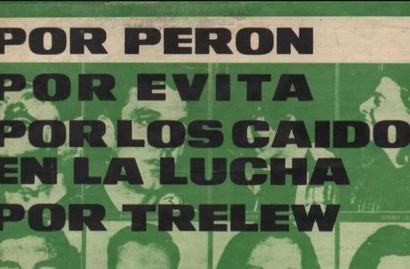 POR PERON
POR EVITA
POR LOS CAIDO
EN LA LUCHA
POR TRELEW